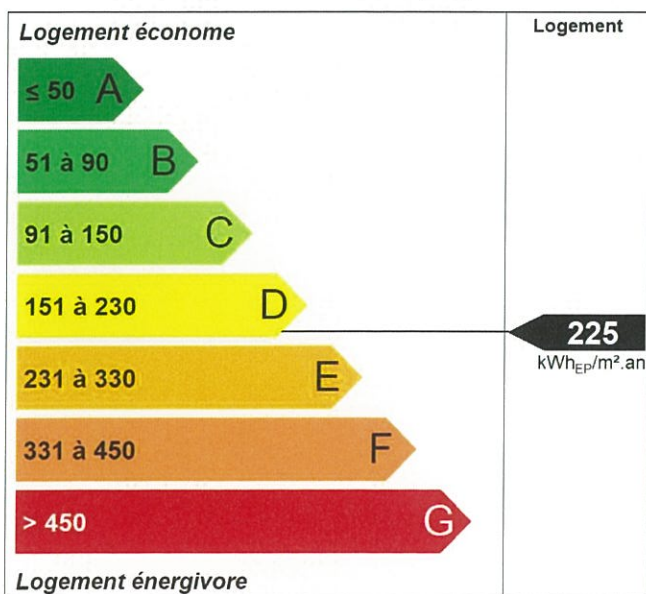 Logement économe
Logement
≤ 50 A
51 à 90 B
91 à 150 C
151 à 230 D
225
kWhEP/m².an
231 à 330 E
331 à 450 F
> 450 G
Logement énergivore